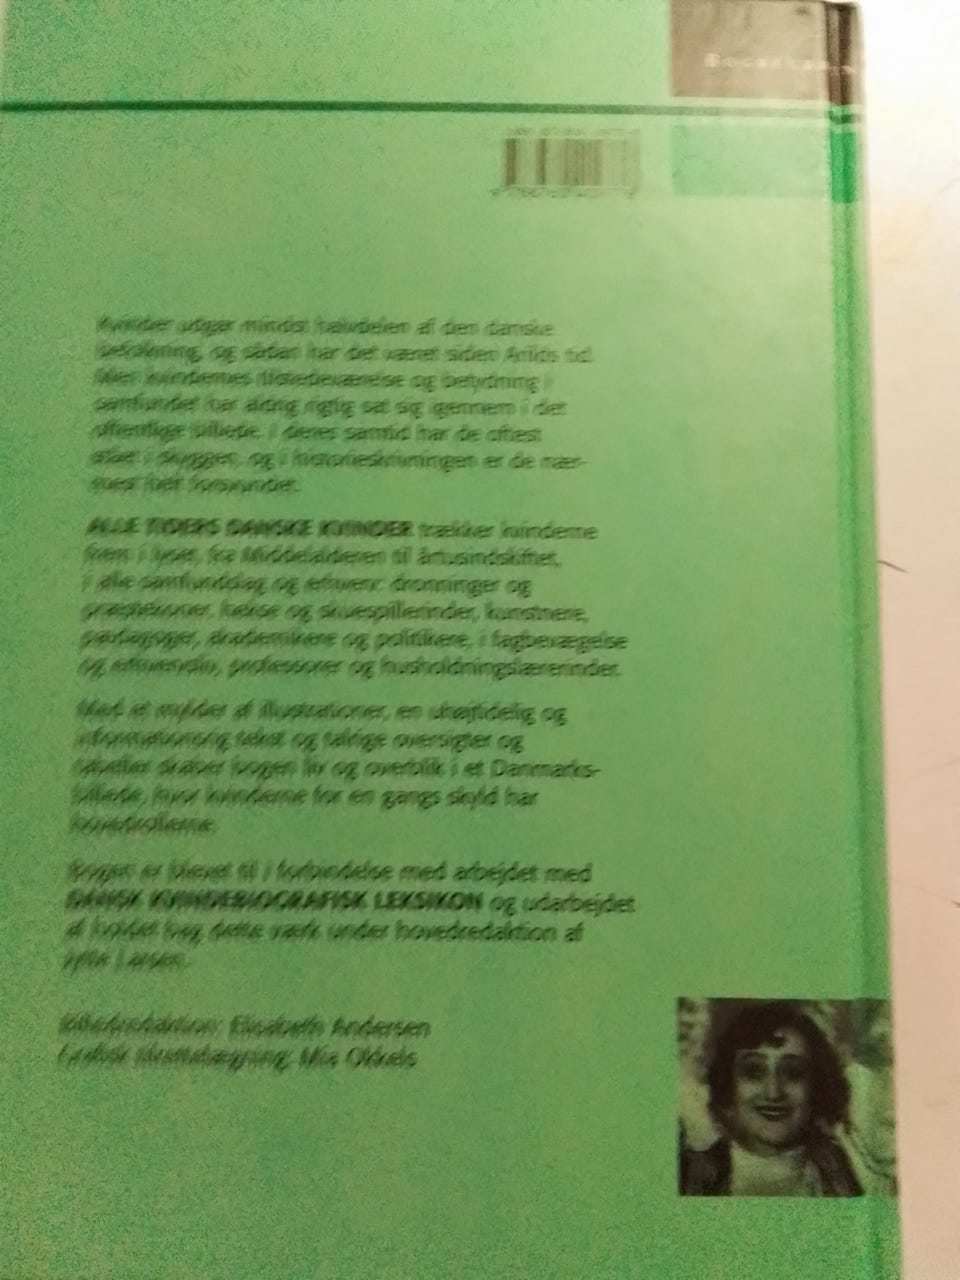 Kvinder udgør mindst halvdelen af den danske
befolkning, og sådan har det været siden Arilds tid.
Men kvindernes tilstedeværelse og betydning i
samfundet har aldrig rigtig sat sig igennem i det
offentlige billede. I deres samtid har de oftest
stået i skyggen, og i historieskrivningen er de nær-
mest helt forsvundet.
ALLE TIDERS DANSKE KVINDER trækker kvinderne
frem i lyset, fra Middelalderen til årtusindskiftet,
i alle samfundslag og erhverv: dronninger og
præstekoner, hekse og skuespillerinder, kunstnere,
pædagoger, akademikere og politikere, i fagbevægelse
og erhvervsliv, professorer og husholdningslærerinder.
Med et mylder af illustrationer, en uhøjtidelig og
informationsrig tekst og talrige oversigter og
tabeller skaber bogen liv og overblik i et Danmarks-
billede, hvor kvinderne for en gangs skyld har
hovedrollerne.
Bogen er blevet til i forbindelse med arbejdet med
DANSK KVINDEBIOGRAFISK LEKSIKON og udarbejdet
af holdet bag dette værk under hovedredaktion af
Jytte Larsen.
Billedredaktion: Elisabeth Andersen
Grafisk tilrettelægning: Mia Okkels